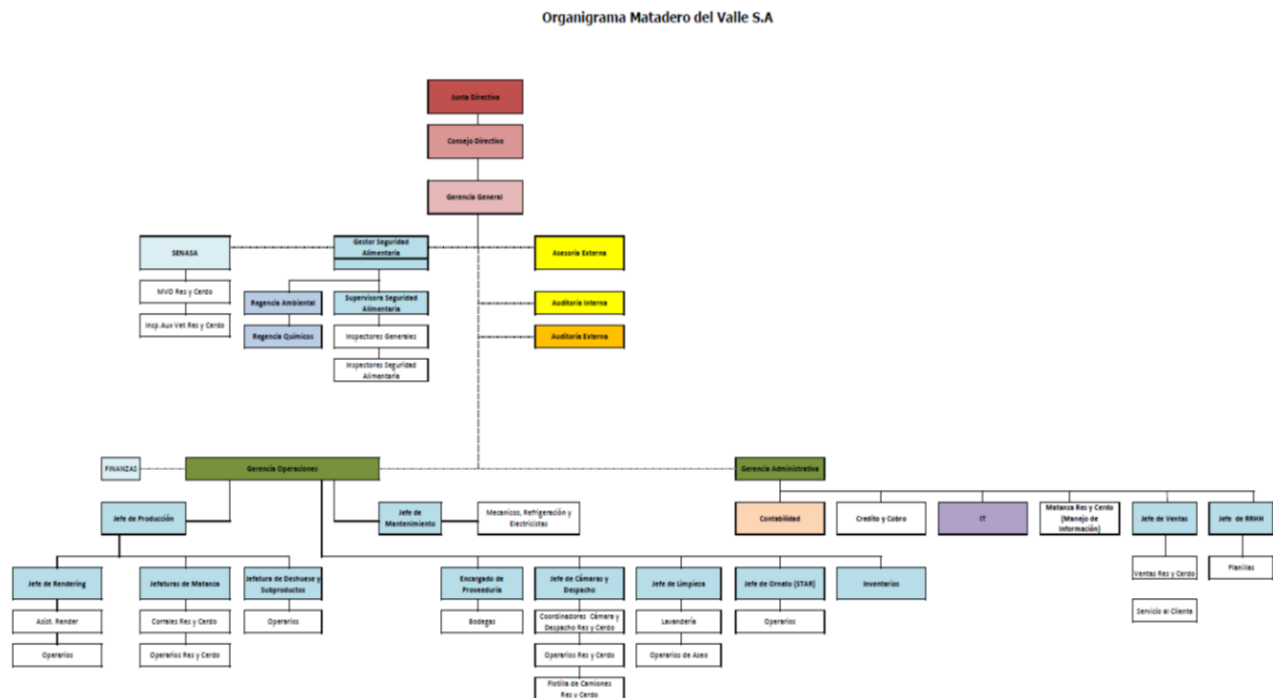 Organigrama Matadero del Valle S.A
Junta Directiva
Consejo Directivo
Gerencia General
SENASA
Gestor Seguridad
Alimentaria
Asesoría Externa
MVO Res y Cerdo
Regencia Ambiental
Supervisora Seguridad
Alimentaria
Auditoría Interna
Insp.Aux Vet Res y Cerdo
Regencia Químicos
Inspectores Generales
Auditoría Externa
Inspectores Seguridad
Alimentaria
FINANZAS
Gerencia Operaciones
Gerencia Administrativa
Jefe de Producción
Jefe de
Mantenimiento
Mecanicos, Refrigeración y
Electricistas
Contabilidad
Credito y Cobro
IT
Matanza Res y Cerdo
(Manejo de
Información)
Jefe de Ventas
Jefe de RRHH
Jefe de Rendering
Jefaturas de Matanza
Jefatura de Deshuese y
Subproductos
Encargado de
Proveeduría
Jefe de Cámaras y
Despacho
Jefe de Limpieza
Jefe de Ornato (STAR)
Inventarios
Ventas Res y Cerdo
Planillas
Asist. Render
Corrales Res y Cerdo
Operarios
Bodegas
Coordinadores Cámara y
Despacho Res y Cerdo
Lavandería
Operarios
Servicio al Cliente
Operarios
Operarios Res y Cerdo
Operarios Res y Cerdo
Operarios de Aseo
Flotilla de Camiones
Res y Cerdo